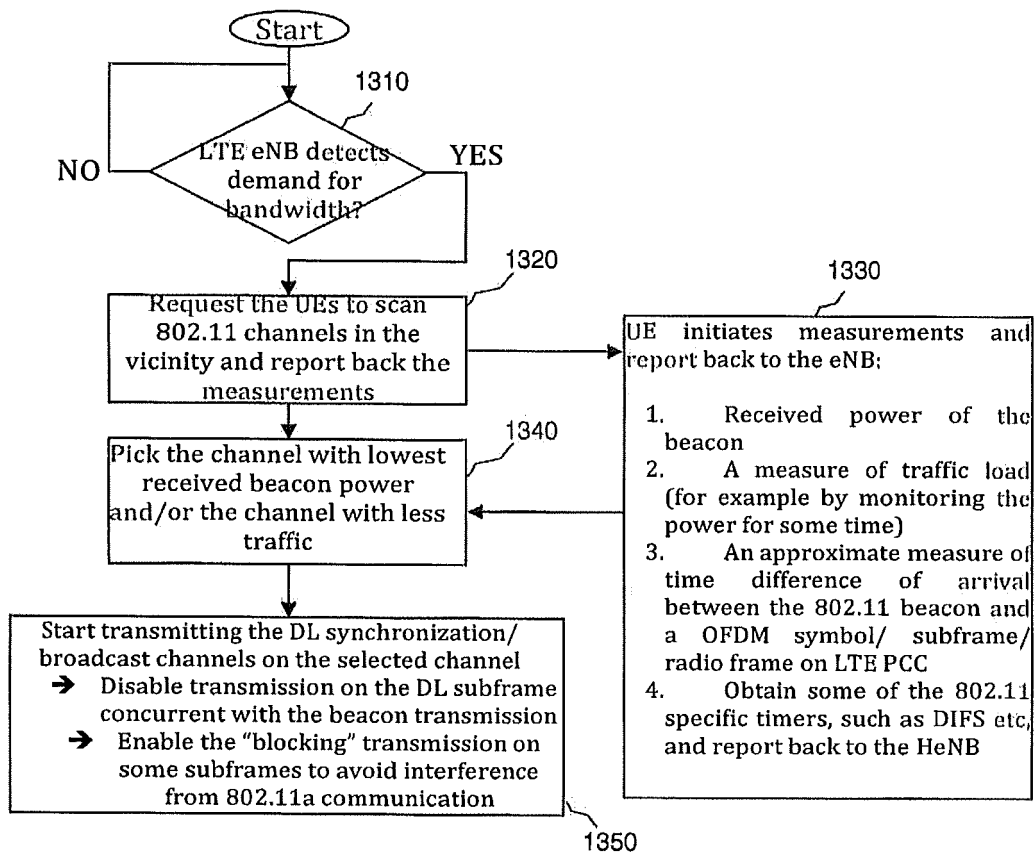 Start
1310
NO
YES
LTE eNB detects
demand for
bandwidth?
1320
Request the UEs to scan
802.11 channels in the
vicinity and report back the
measurements
1330
UE initiates measurements and
report back to the eNB:
1. Received power of the
beacon
2. A measure of traffic load
(for example by monitoring the
power for some time)
3. An approximate measure of
time difference of arrival
between the 802.11 beacon and
a OFDM symbol/ subframe/
radio frame on LTE PCC
4. Obtain some of the 802.11
specific timers, such as DIFS etc,
and report back to the HeNB
1340
Pick the channel with lowest
received beacon power
and/or the channel with less
traffic
Start transmitting the DL synchronization/
broadcast channels on the selected channel
➔ Disable transmission on the DL subframe
concurrent with the beacon transmission
➔ Enable the “blocking” transmission on
some subframes to avoid interference
from 802.11a communication
1350